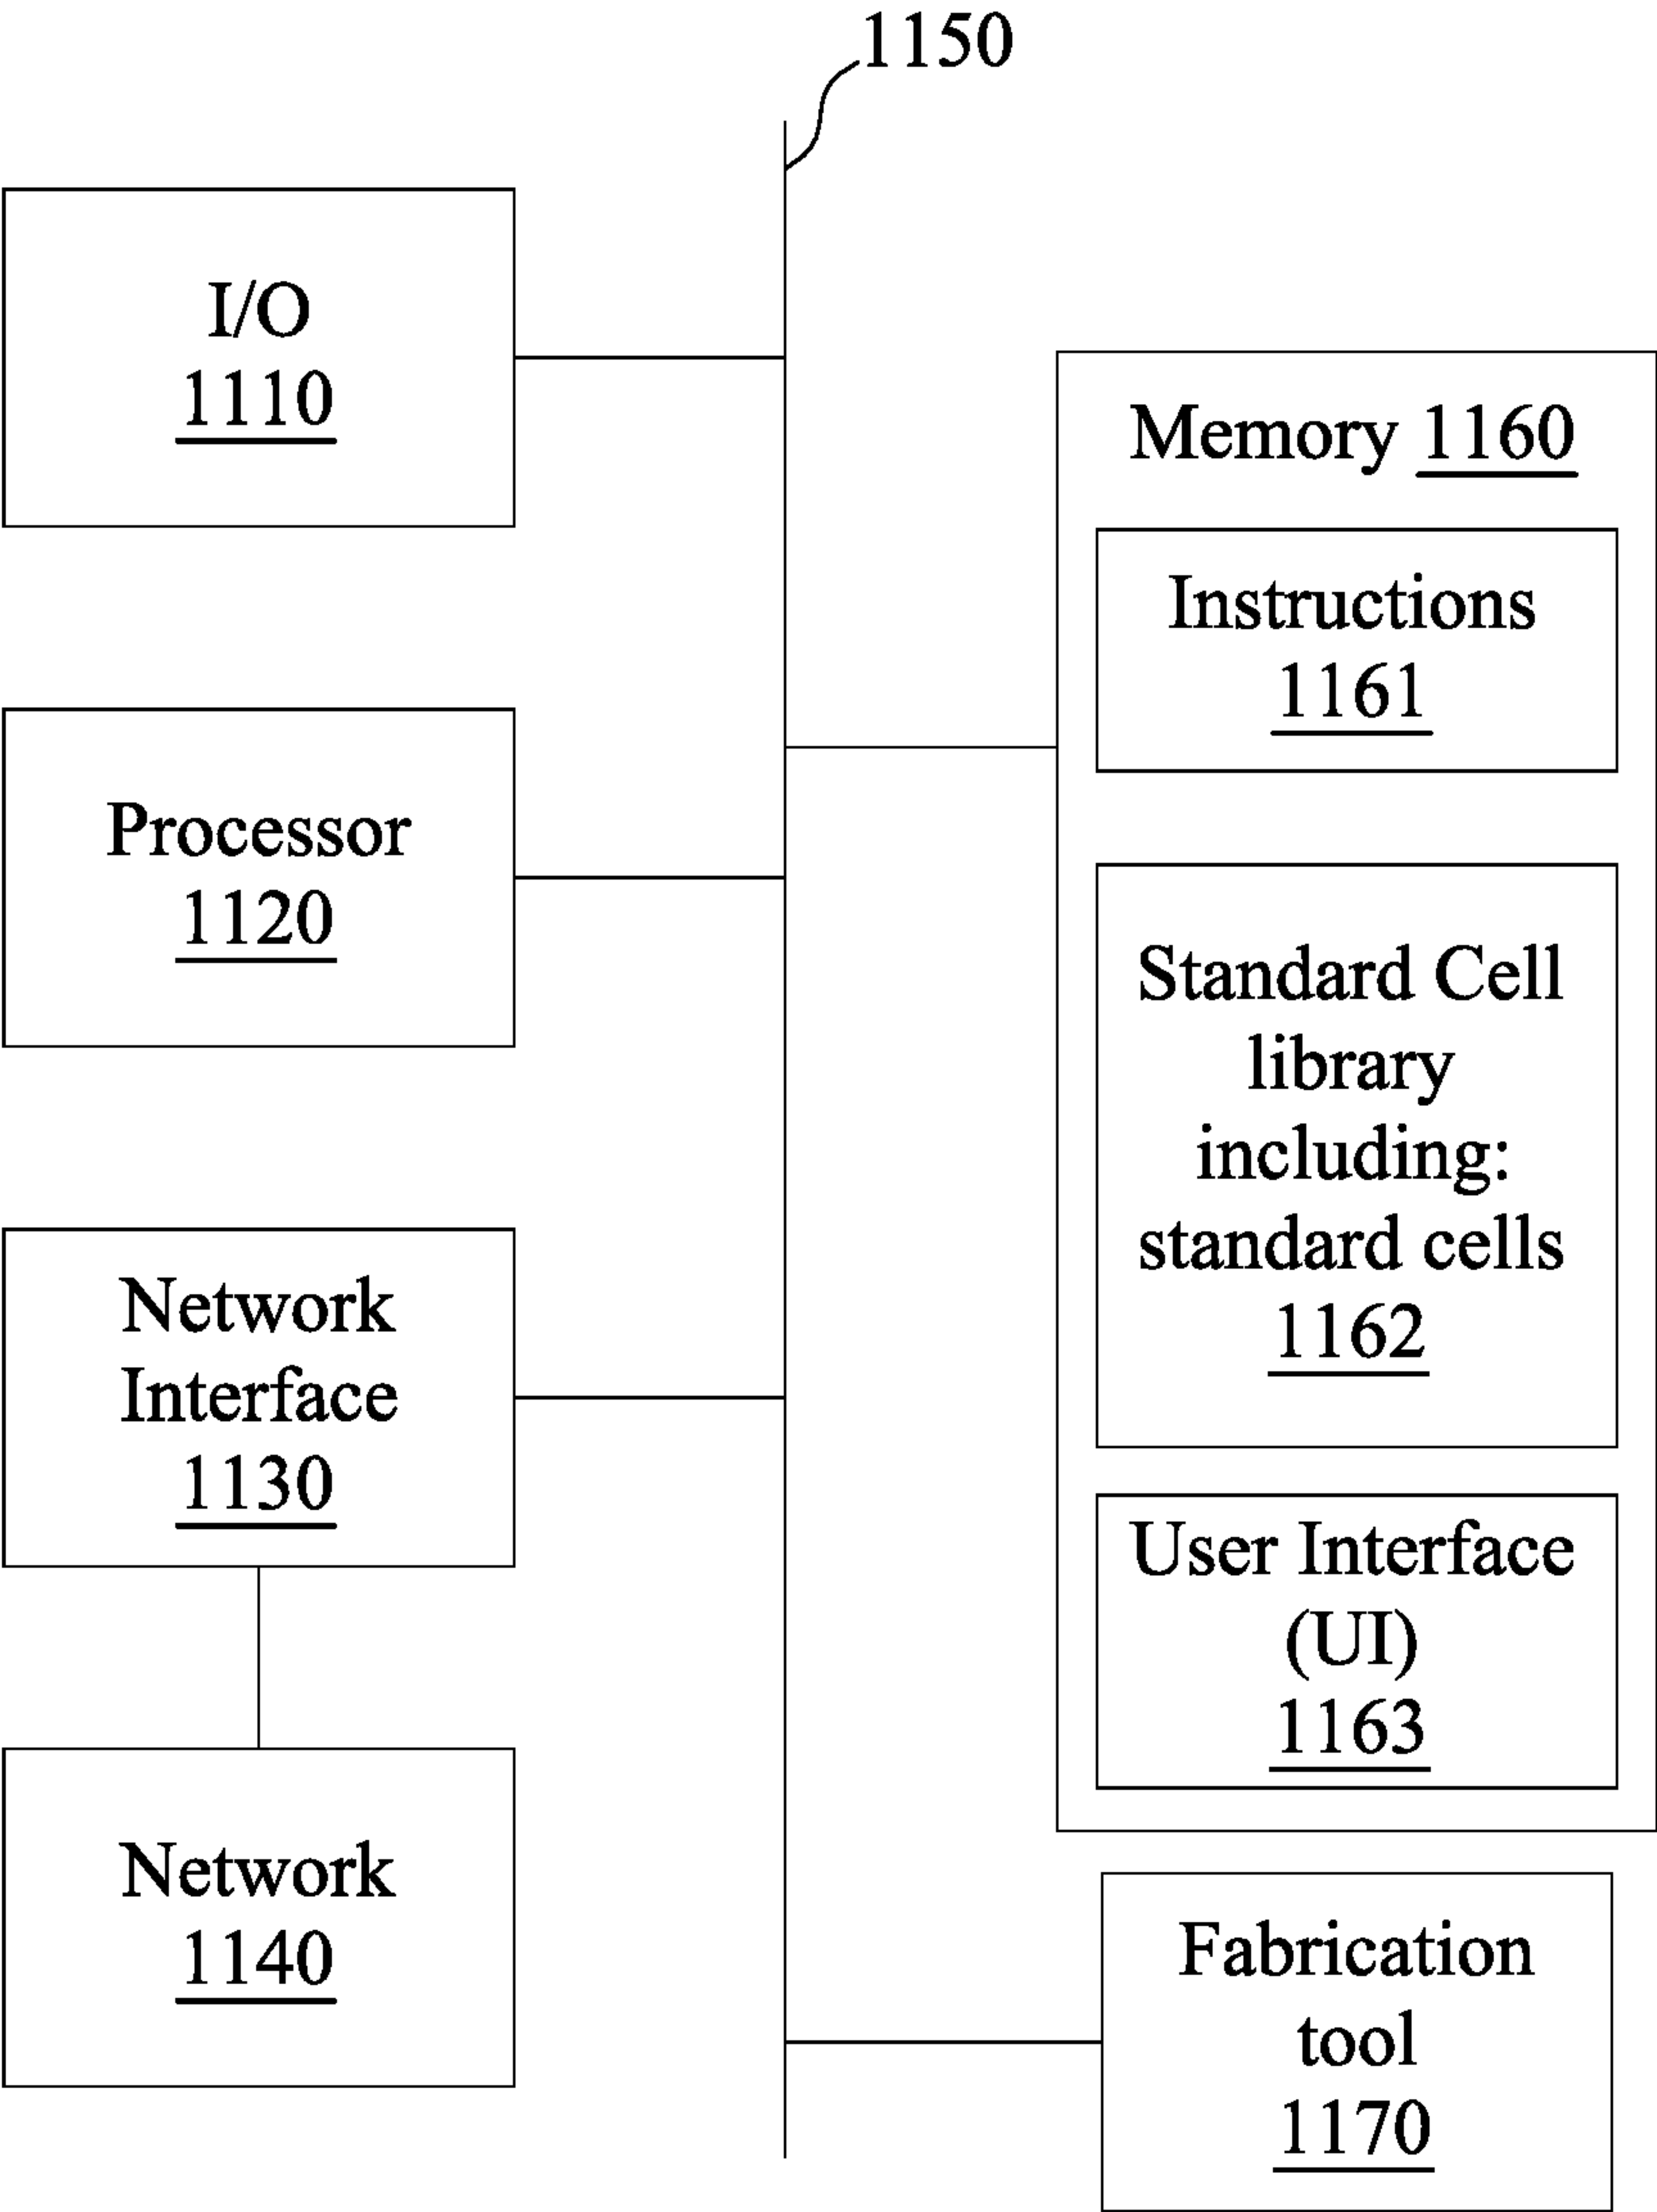 1150
I/O
1110
Processor
1120
Network
Interface
1130
Network
1140
Memory 1160
Instructions
1161
Standard Cell
library
including:
standard cells
1162
User Interface
(UI)
1163
Fabrication
tool
1170